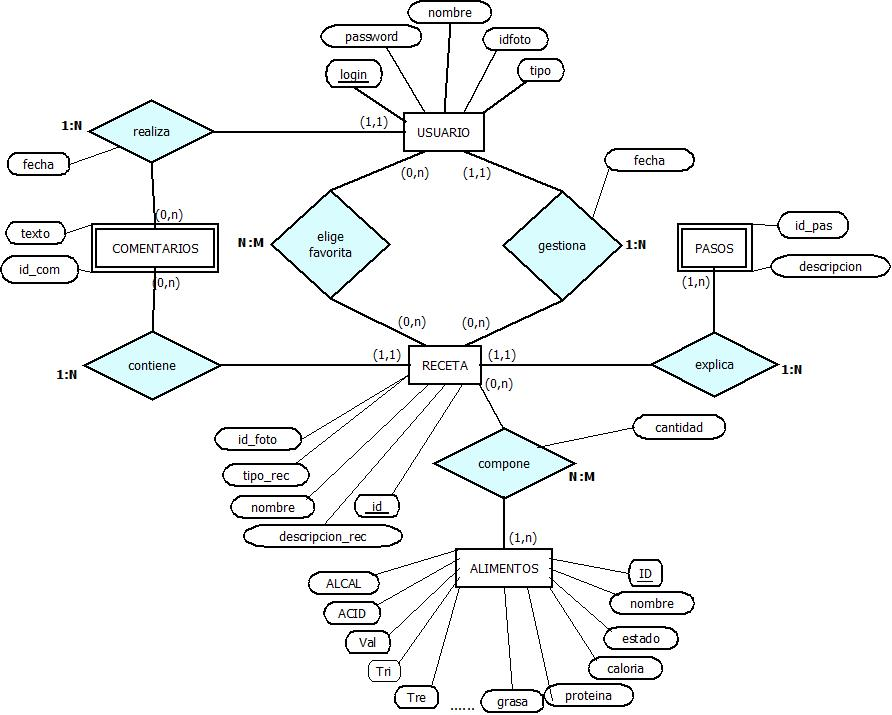 nombre
password
idfoto
login
tipo
1:N
realiza
(1,1)
USUARIO
fecha
(0,n)
(1,1)
fecha
(0,n)
texto
COMENTARIOS
id_com
(0,n)
N:M
elige
favorita
gestiona
1:N
PASOS
id_pas
descripcion
(1,n)
(0,n)
(0,n)
1:N
contiene
(1,1)
RECETA
(1,1)
explica
1:N
(0,n)
id_foto
tipo_rec
nombre
id
descripcion_rec
cantidad
compone
N:M
(1,n)
ALIMENTOS
ALCAL
ACID
Val
Tri
Tre
......
grasa
proteina
caloria
estado
nombre
ID